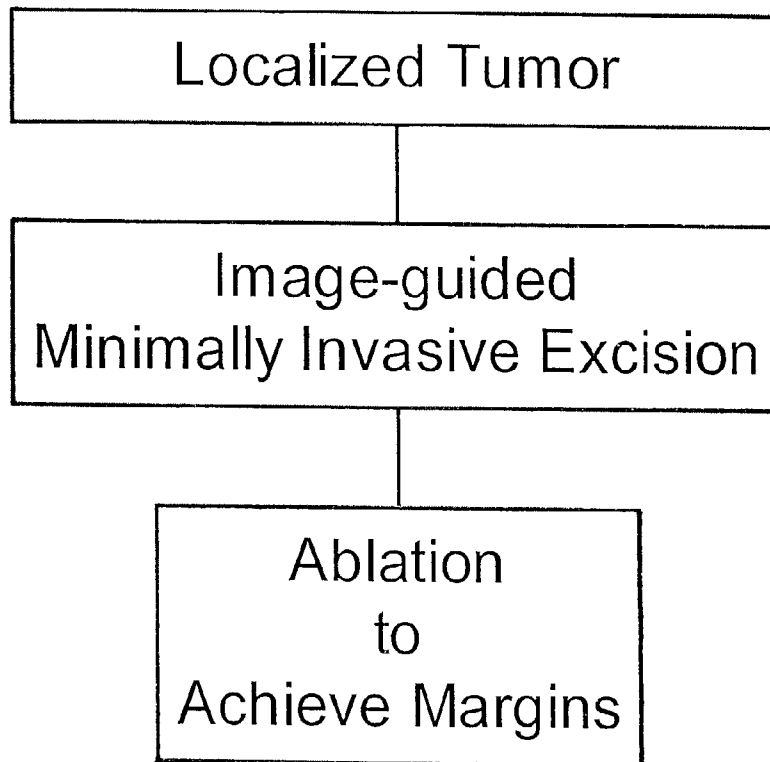 Localized Tumor
Image-guided
Minimally Invasive Excision
Ablation
to
Achieve Margins